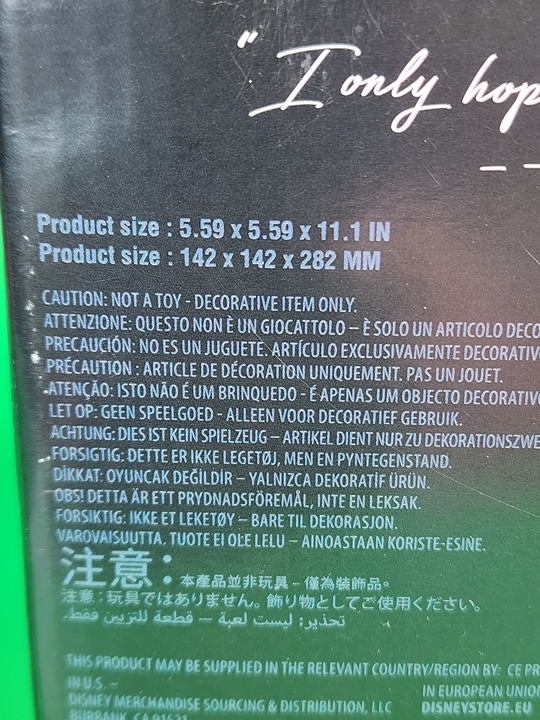 " I only hop
Product size : 5.59 x 5.59 x 11.1 IN
Product size : 142 x 142 x 282 MM
CAUTION: NOT A TOY - DECORATIVE ITEM ONLY.
ATTENZIONE: QUESTO NON È UN GIOCATTOLO – È SOLO UN ARTICOLO DECO
PRECAUCIÓN: NO ES UN JUGUETE. ARTÍCULO EXCLUSIVAMENTE DECORATIV
PRÉCAUTION : ARTICLE DE DÉCORATION UNIQUEMENT. PAS UN JOUET.
ATENÇÃO: ISTO NÃO É UM BRINQUEDO - É APENAS UM OBJECTO DECORATIV
LET OP: GEEN SPEELGOED - ALLEEN VOOR DECORATIEF GEBRUIK.
ACHTUNG: DIES IST KEIN SPIELZEUG – ARTIKEL DIENT NUR ZU DEKORATIONSZWE
FORSIGTIG: DETTE ER IKKE LEGETØJ, MEN EN PYNTEGENSTAND.
DİKKAT: OYUNCAK DEĞİLDİR – YALNIZCA DEKORATİF ÜRÜN.
OBS! DETTA ÄR ETT PRYDNADSFÖREMÅL, INTE EN LEKSAK.
FORSIKTIG: IKKE ET LEKETØY – BARE TIL DEKORASJON.
VAROVAISUUTTA. TUOTE EI OLE LELU – AINOASTAAN KORISTE-ESINE.
注意：本產品並非玩具－僅為裝飾品。
注意：玩具ではありません。飾り物としてご使用ください。
تحذير: ليست لعبة – قطعة للتزيين فقط.
THIS PRODUCT MAY BE SUPPLIED IN THE RELEVANT COUNTRY/REGION BY: CE PR
IN U.S. –
DISNEY MERCHANDISE SOURCING & DISTRIBUTION, LLC
BURBANK, CA 91521
IN EUROPEAN UNION
DISNEYSTORE.EU